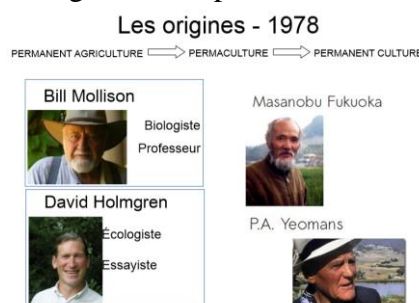 Les origines - 1978
PERMANENT AGRICULTURE PERMACULTURE PERMANENT CULTURE
Bill Mollison
Biologiste
Professeur
David Holmgren
Écologiste
Essayiste
Masanobu Fukuoka
P.A. Yeomans